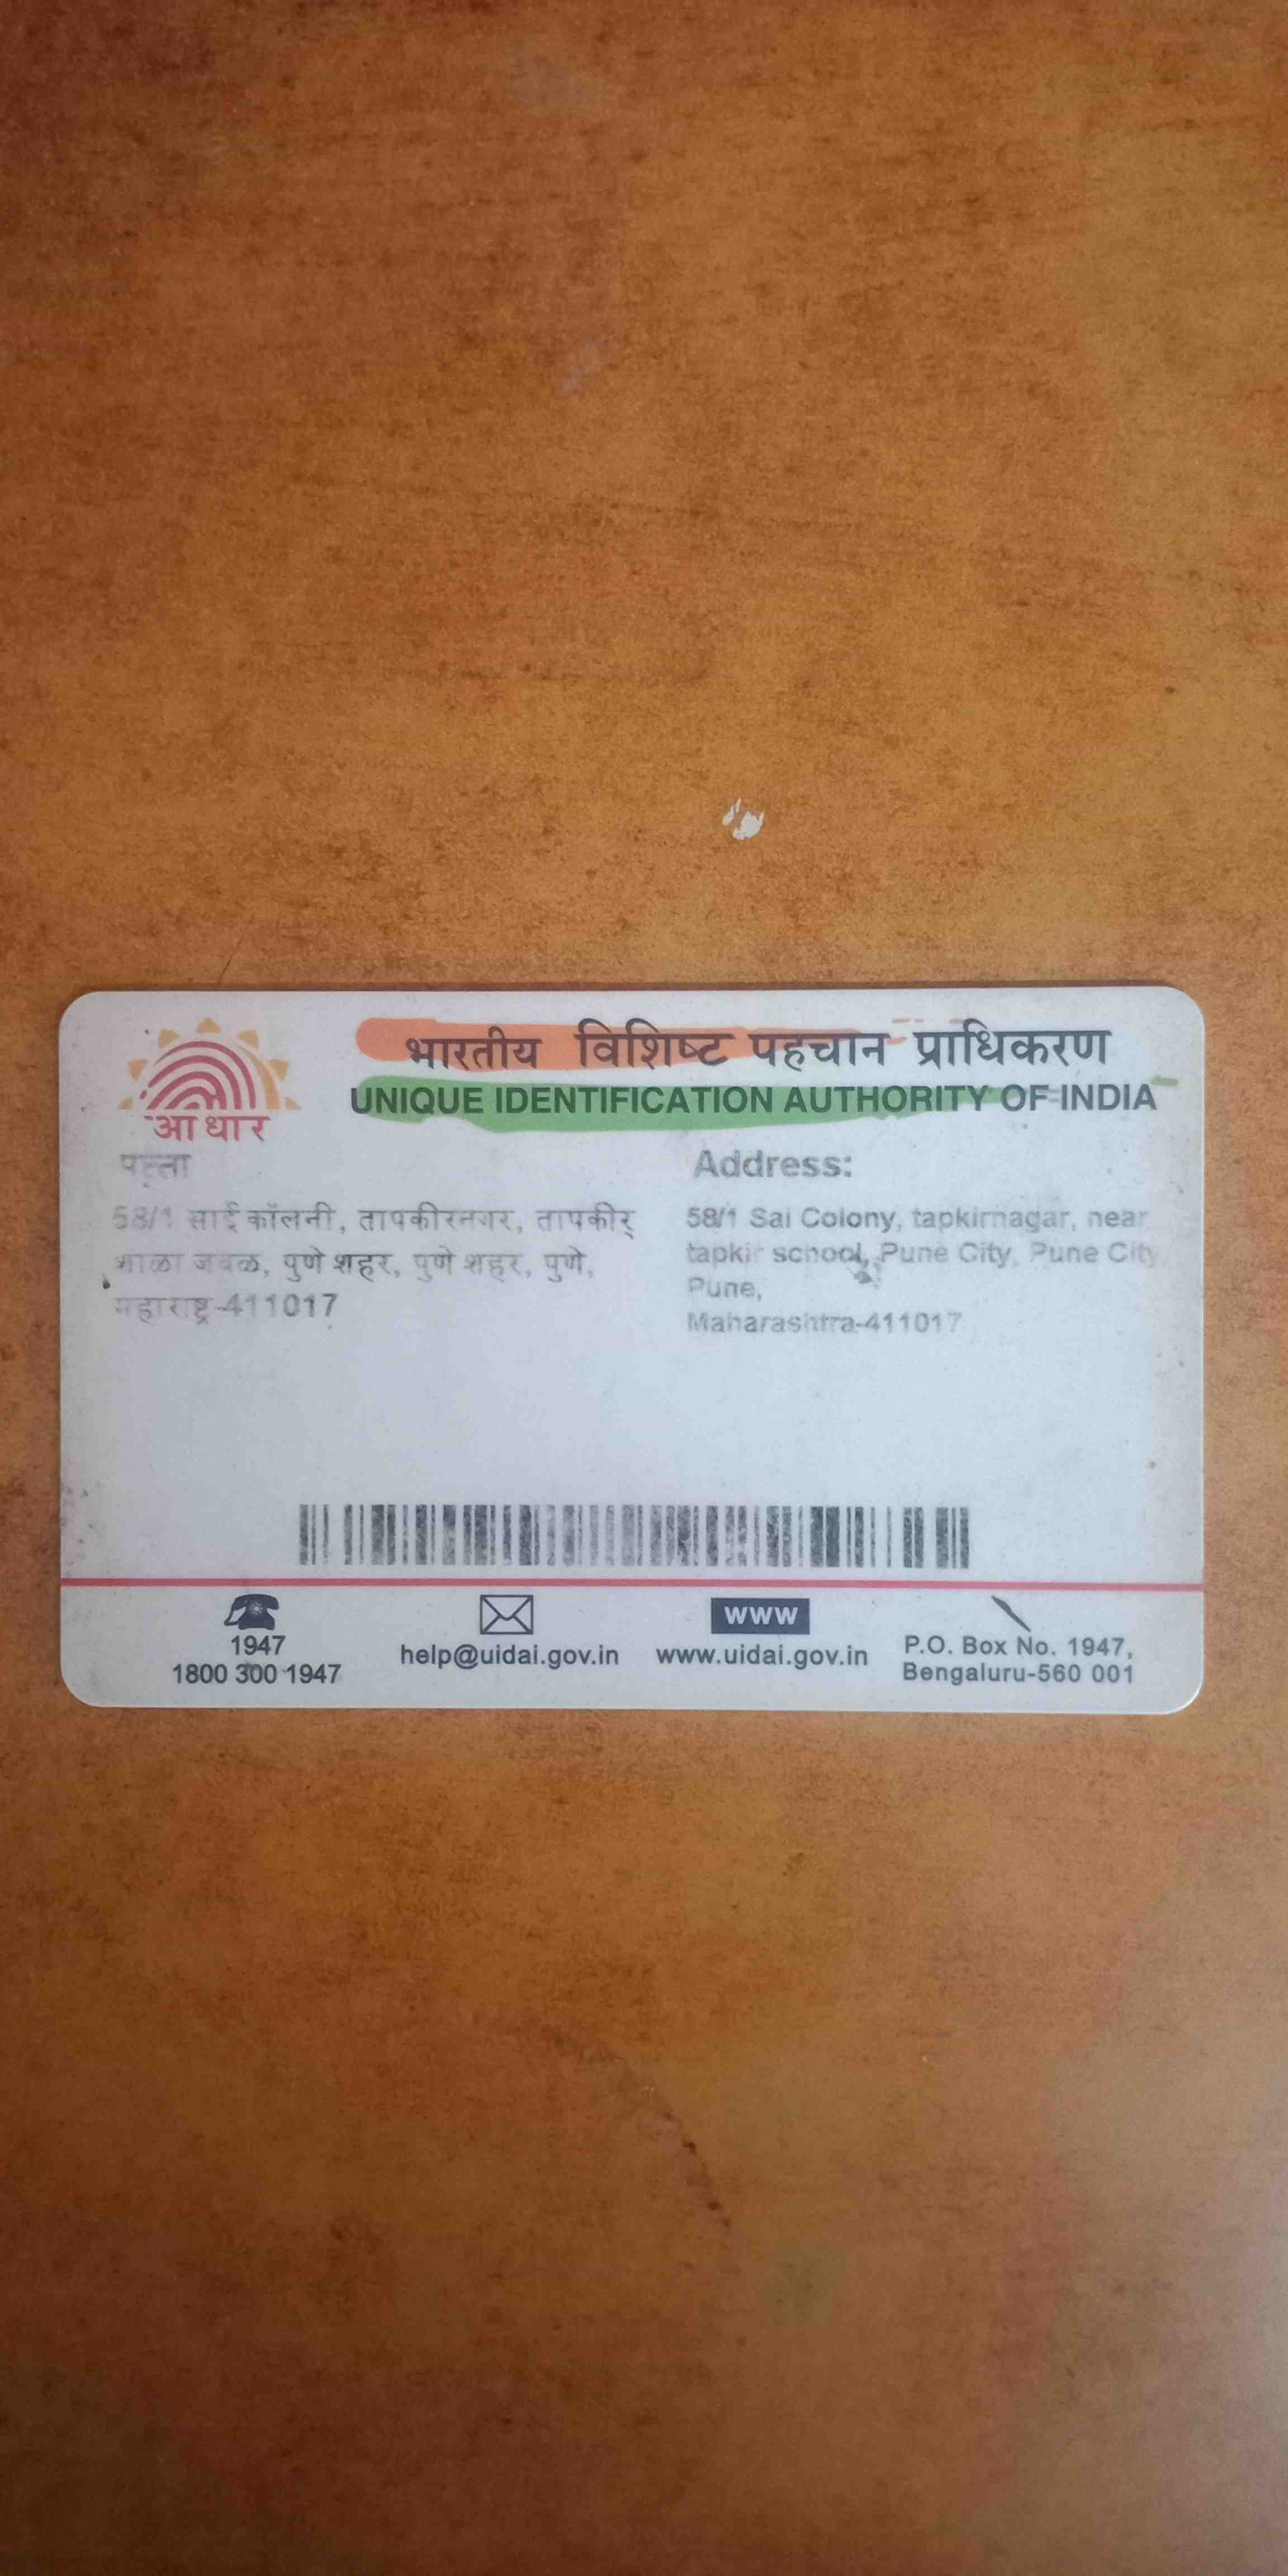 भारतीय विशिष्ट पहचान प्राधिकरण
UNIQUE IDENTIFICATION AUTHORITY OF INDIA
आधार
पत्ता
58/1 साई कॉलनी, तापकीरनगर, तापकीर
शाळा जवळ, पुणे शहर, पुणे शहर, पुणे,
महाराष्ट्र-411017
Address:
58/1 Sai Colony, tapkirnagar, near
tapkir school, Pune City, Pune City,
Pune,
Maharashtra-411017
1947
1800 300 1947
help@uidai.gov.in
WWW
www.uidai.gov.in
P.O. Box No. 1947,
Bengaluru-560 001